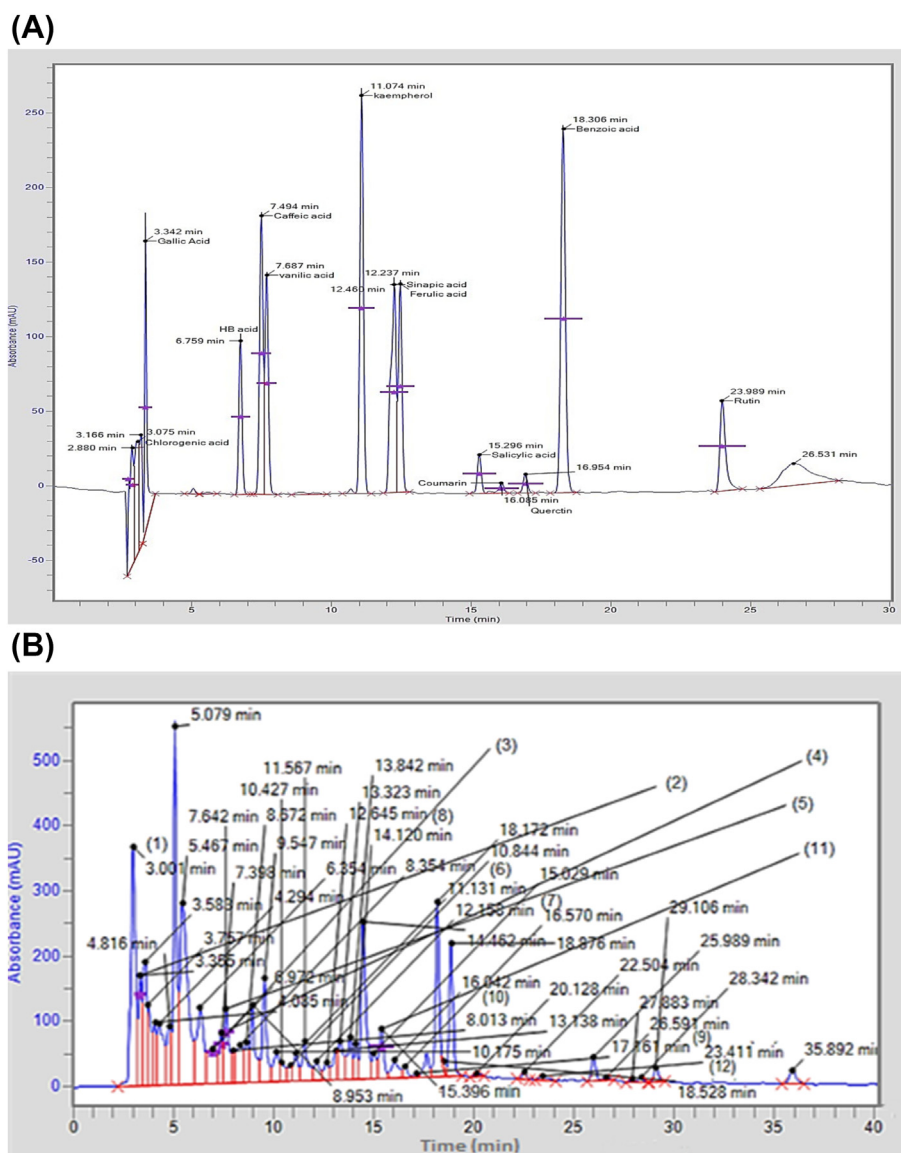 (A)
11.074 min
kaempherol
250
18.306 min
Benzoic acid
200
7.494 min
Caffeic acid
3.342 min
Gallic Acid
150
7.687 min
vanilic acid
12.237 min
12.460 min
Sinapic acid
Ferulic acid
Absorbance (mAU)
100
HB acid
6.759 min
50
3.166 min
3.075 min
2.880 min
Chlorogenic acid
23.989 min
Rutin
15.296 min
Salicylic acid
26.531 min
Coumarin
16.954 min
16.085 min
Querctin
0
-50
0 5 10 15 20 25 30
Time (min)
(B)
5.079 min
(3)
500
11.567 min
13.842 min
(4)
10.427 min
13.323 min
(2)
7.642 min
8.672 min
12.645 min
(8)
(5)
400
(1)
5.467 min
9.547 min
14.120 min
18.172 min
3.001 min
7.398 min
6.354 min
8.354 min
10.844 min
(11)
3.583 min
4.294 min
11.131 min
(6)
15.029 min
300
4.816 min
3.757 min
12.158 min
(7)
16.570 min
29.106 min
3.355 min
14.462 min
18.876 min
25.989 min
200
6.972 min
16.042 min
22.504 min
28.342 min
7.085 min
(10)
20.128 min
27.883 min
8.013 min
13.138 min
26.591 min
100
10.175 min
17.161 min
(9)
23.411 min
35.892 min
(12)
0
8.953 min
15.396 min
18.528 min
Absorbance (mAU)
0 5 10 15 20 25 30 35 40
Time (min)